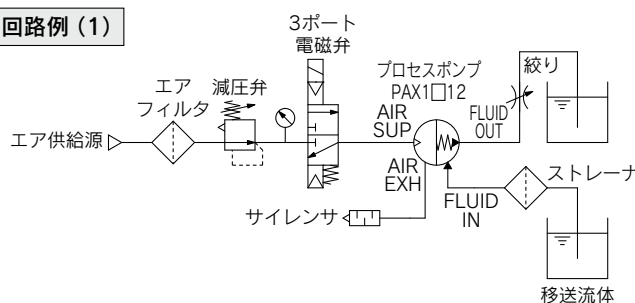 回路例（1）
3ポート
電磁弁
エア
フィルタ
減圧弁
プロセスポンプ
PAX1□12
絞り
エア供給源
AIR
SUP
FLUID
OUT
AIR
EXH
FLUID
IN
ストレーナ
サイレンサ
移送流体